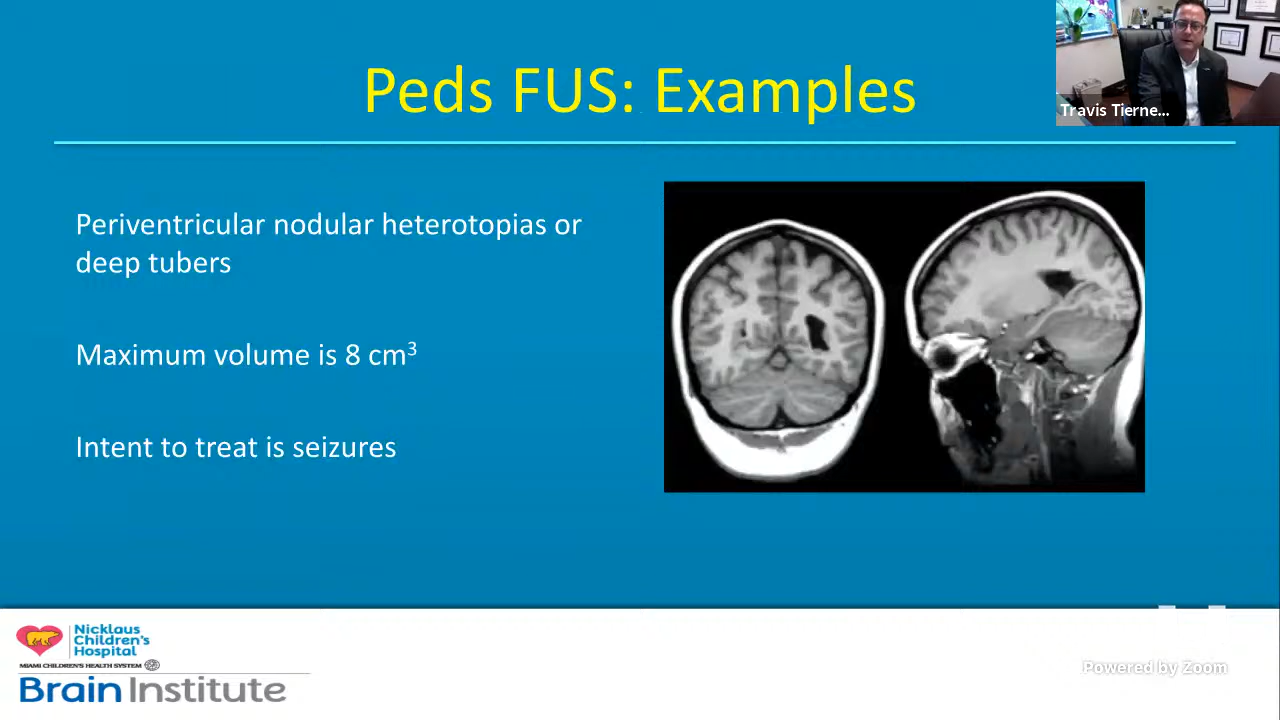 Peds FUS: Examples
Travis Tierne...
Periventricular nodular heterotopias or
deep tubers
Maximum volume is 8 cm³
Intent to treat is seizures
Nicklaus
Children's
Hospital
MIAMI CHILDREN'S HEALTH SYSTEM
Brain Institute
Powered by Zoom